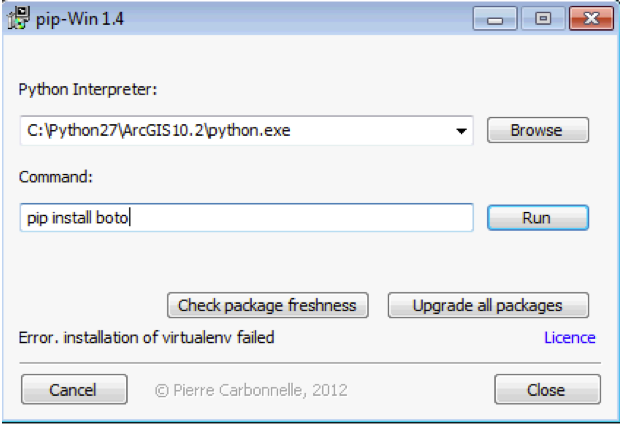 pip-Win 1.4
Python Interpreter:
C:\Python27\ArcGIS10.2\python.exe
Browse
Command:
pip install boto
Run
Check package freshness
Upgrade all packages
Error. installation of virtualenv failed
Licence
Cancel
© Pierre Carbonnelle, 2012
Close